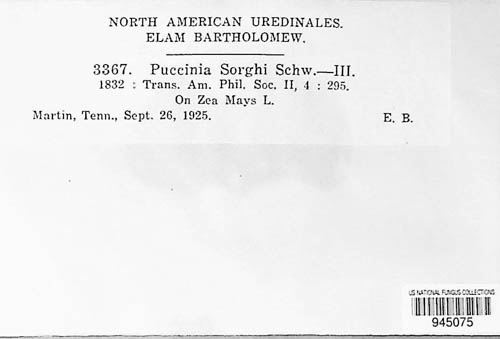 NORTH AMERICAN UREDINALES.
ELAM BARTHOLOMEW.
3367. Puccinia Sorghi Schw.—III.
1832 : Trans. Am. Phil. Soc. II, 4 : 295.
On Zea Mays L.
Martin, Tenn., Sept. 26, 1925. E. B.
US NATIONAL FUNGUS COLLECTIONS
945075